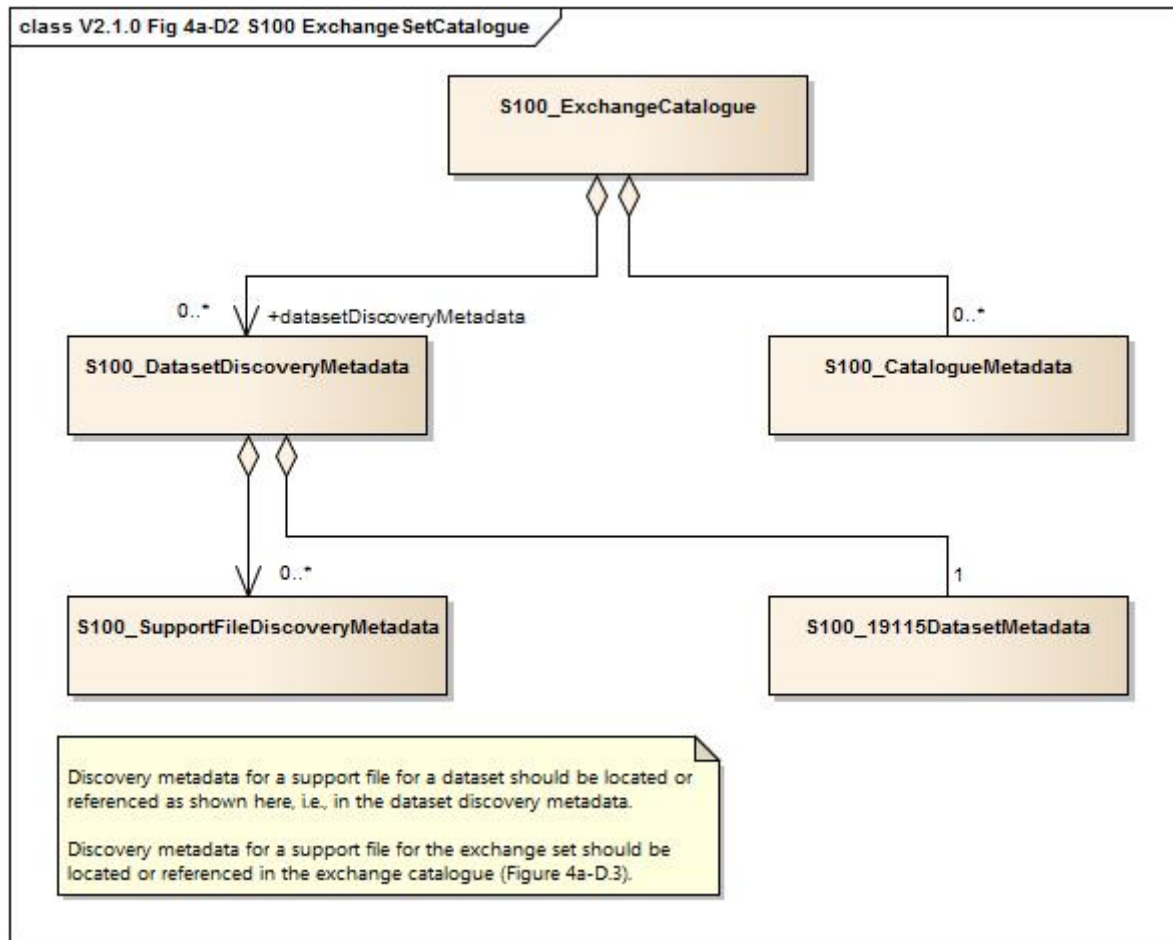 class V2.1.0 Fig 4a-D2 S100 ExchangeSetCatalogue
S100_ExchangeCatalogue
0..*
+datasetDiscoveryMetadata
0..*
S100_DatasetDiscoveryMetadata
S100_CatalogueMetadata
0..*
1
S100_SupportFileDiscoveryMetadata
S100_19115DatasetMetadata
Discovery metadata for a support file for a dataset should be located or
referenced as shown here, i.e., in the dataset discovery metadata.
Discovery metadata for a support file for the exchange set should be
located or referenced in the exchange catalogue (Figure 4a-D.3).